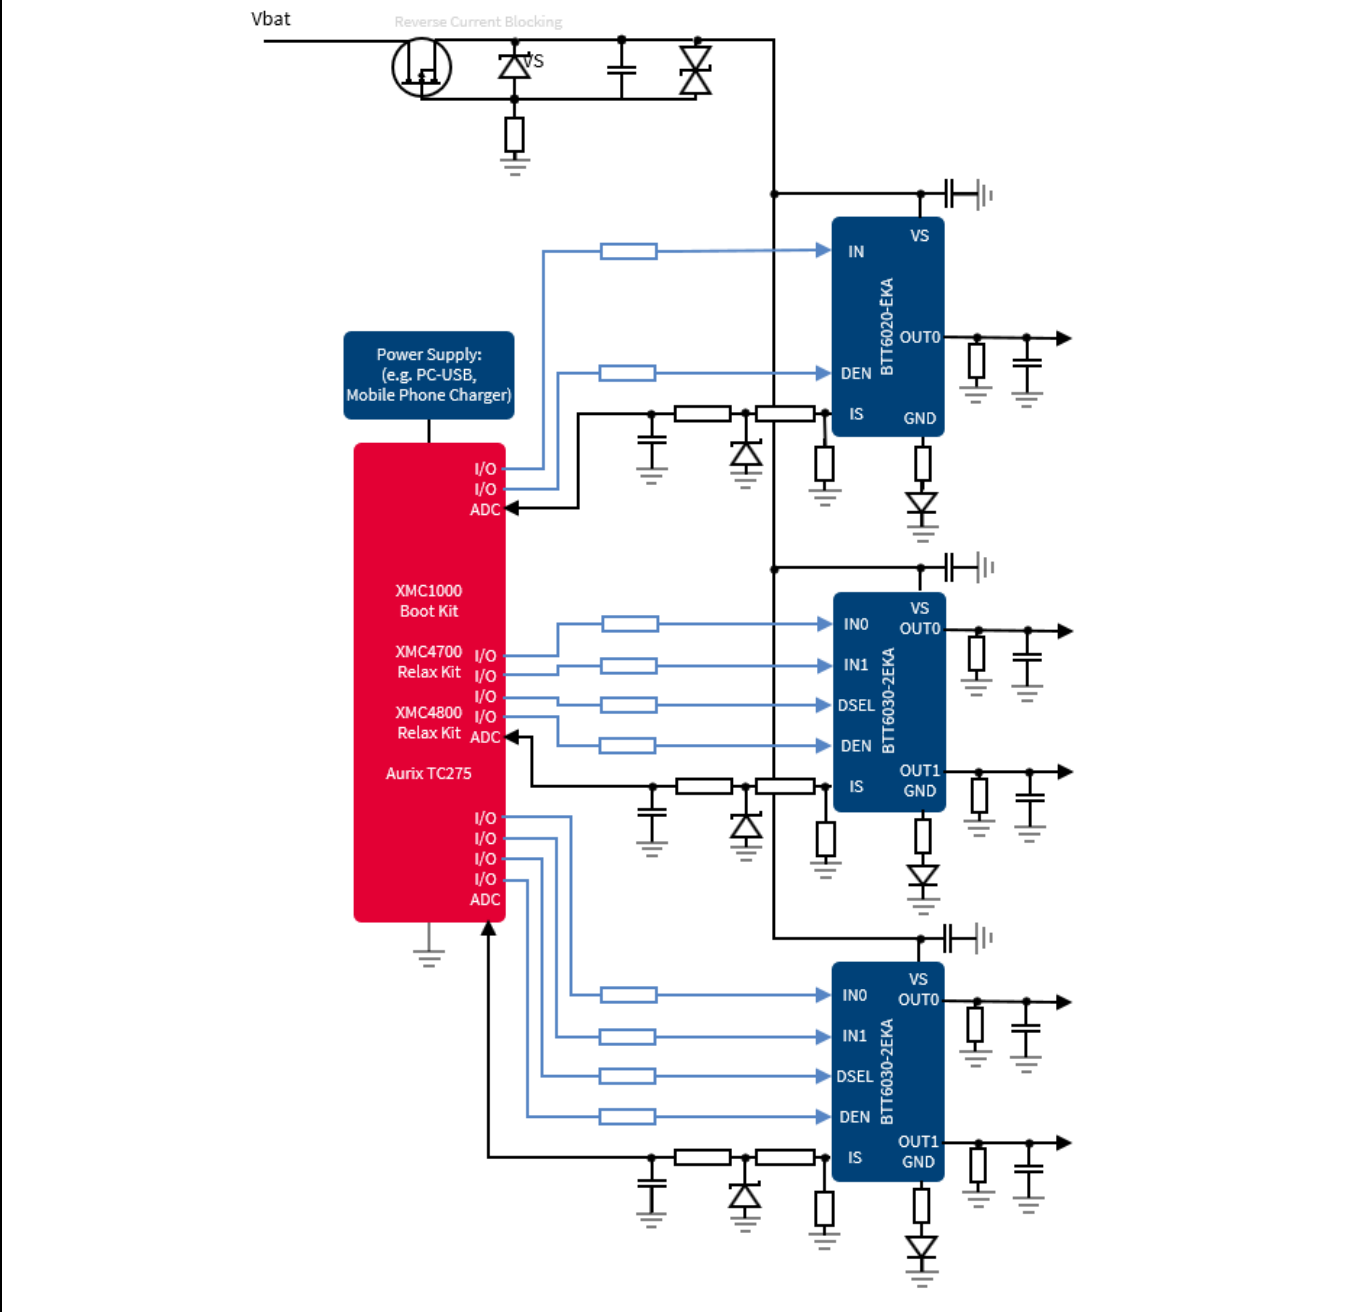 Vbat
Reverse Current Blocking
VS
VS
IN
BTT6020-EKA
OUT0
DEN
IS
GND
Power Supply:
(e.g. PC-USB,
Mobile Phone Charger)
I/O
I/O
ADC
XMC1000
Boot Kit
XMC4700
Relax Kit
XMC4800
Relax Kit
Aurix TC275
I/O
I/O
I/O
I/O
ADC
VS
OUT0
IN0
IN1
DSEL
DEN
BTT6030-2EKA
OUT1
GND
IS
I/O
I/O
I/O
I/O
ADC
VS
OUT0
IN0
IN1
DSEL
DEN
BTT6030-2EKA
OUT1
GND
IS